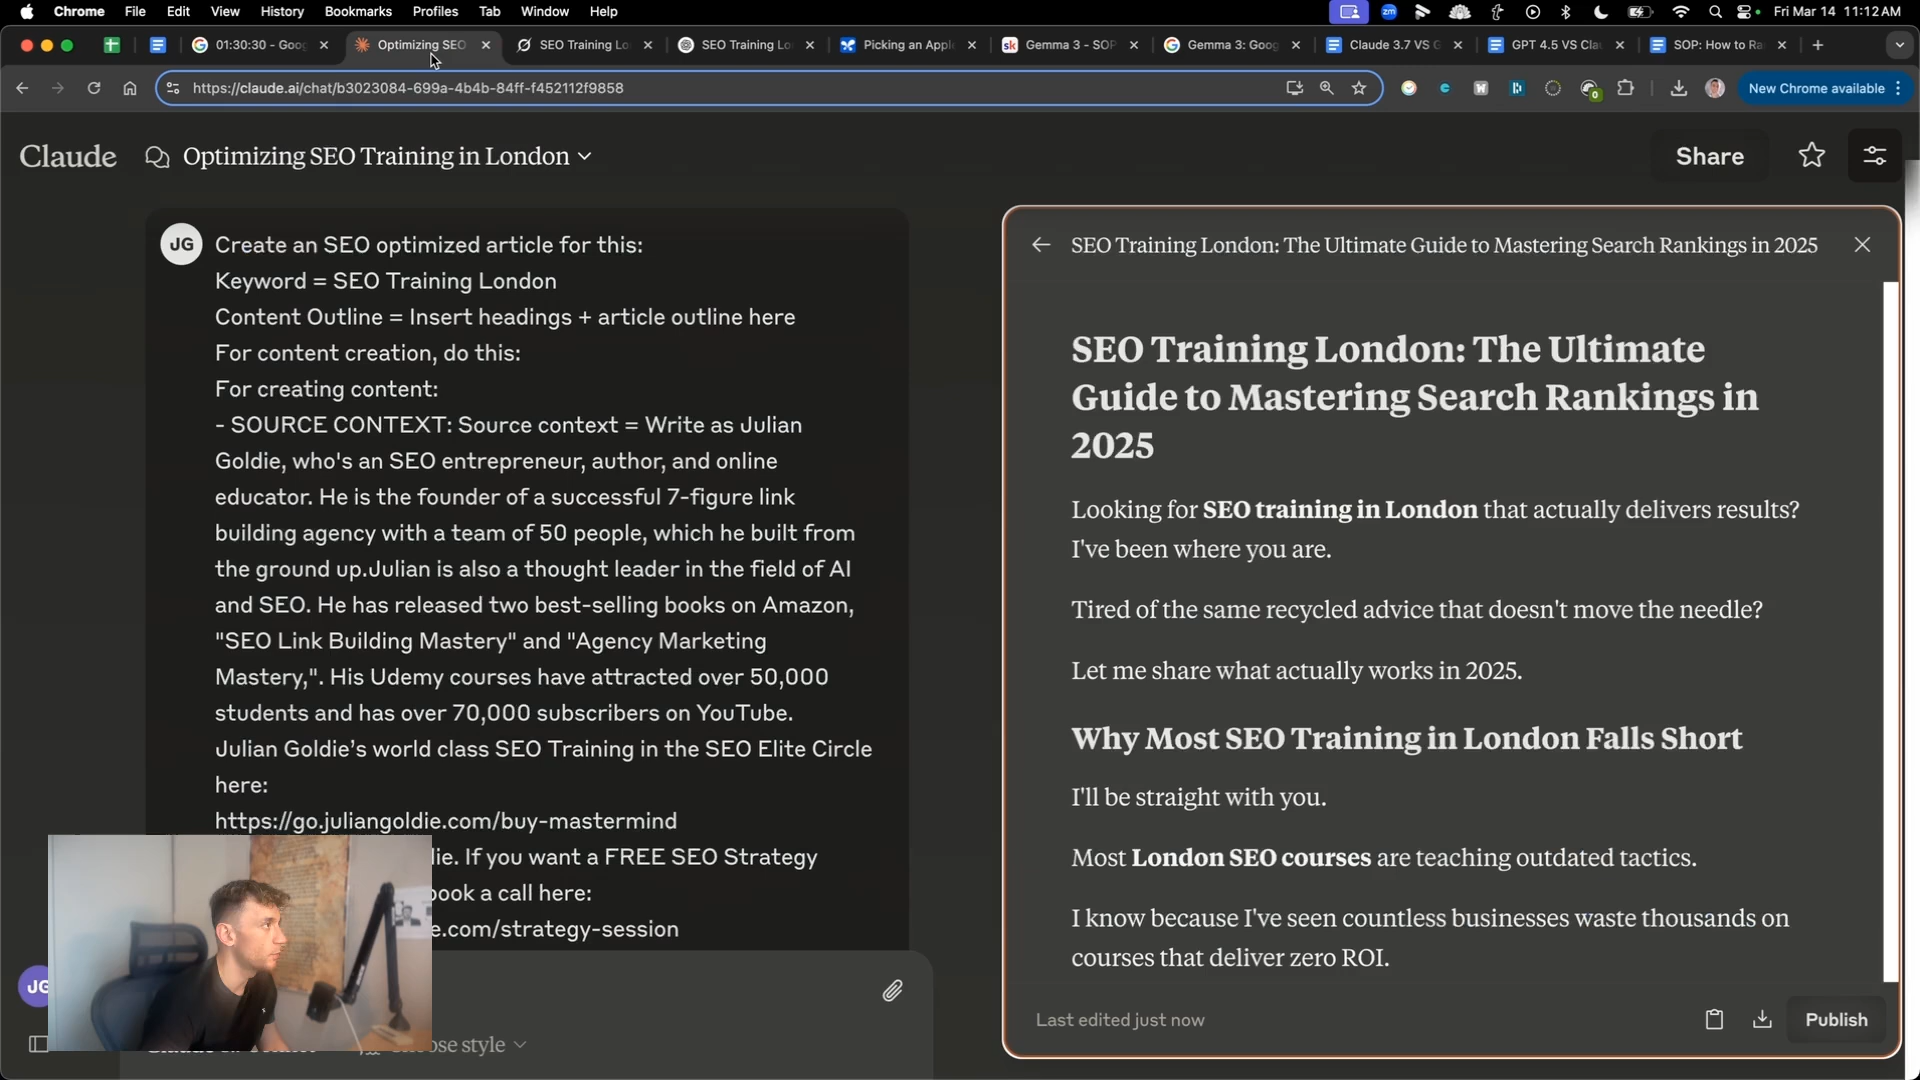 Chrome File Edit View History Bookmarks Profiles Tab Window Help
zm
Fri Mar 14 11:12 AM
01:30:30 - Goog
Optimizing SEO
SEO Training Lo
SEO Training Lo
Picking an Apple
Gemma 3 - SOP
Gemma 3: Goog
Claude 3.7 VS G
GPT 4.5 VS Cla
SOP: How to Ra
https://claude.ai/chat/b3023084-699a-4b4b-84ff-f452112f9858
New Chrome available
Claude
Optimizing SEO Training in London
Share
JG
Create an SEO optimized article for this:
Keyword = SEO Training London
Content Outline = Insert headings + article outline here
For content creation, do this:
For creating content:
- SOURCE CONTEXT: Source context = Write as Julian
Goldie, who's an SEO entrepreneur, author, and online
educator. He is the founder of a successful 7-figure link
building agency with a team of 50 people, which he built from
the ground up.Julian is also a thought leader in the field of AI
and SEO. He has released two best-selling books on Amazon,
"SEO Link Building Mastery" and "Agency Marketing
Mastery,". His Udemy courses have attracted over 50,000
students and has over 70,000 subscribers on YouTube.
Julian Goldie’s world class SEO Training in the SEO Elite Circle
here:
https://go.juliangoldie.com/buy-mastermind
lie. If you want a FREE SEO Strategy
book a call here:
e.com/strategy-session
JG
oose style
SEO Training London: The Ultimate Guide to Mastering Search Rankings in 2025
SEO Training London: The Ultimate
Guide to Mastering Search Rankings in
2025
Looking for SEO training in London that actually delivers results?
I've been where you are.
Tired of the same recycled advice that doesn't move the needle?
Let me share what actually works in 2025.
Why Most SEO Training in London Falls Short
I'll be straight with you.
Most London SEO courses are teaching outdated tactics.
I know because I've seen countless businesses waste thousands on
courses that deliver zero ROI.
Last edited just now
Publish